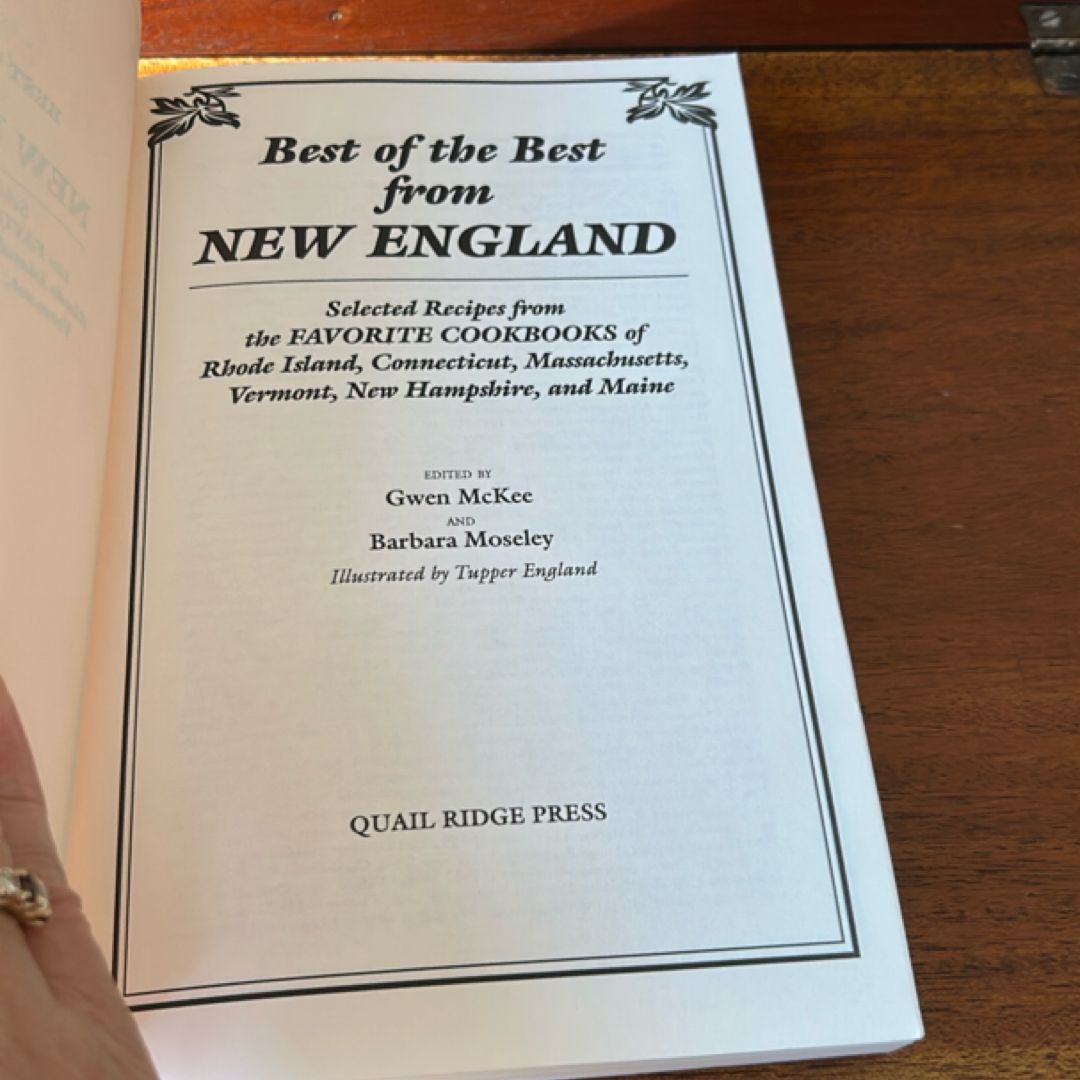 Best of the Best
from
NEW ENGLAND
Selected Recipes from
the FAVORITE COOKBOOKS of
Rhode Island, Connecticut, Massachusetts,
Vermont, New Hampshire, and Maine
EDITED BY
Gwen McKee
AND
Barbara Moseley
Illustrated by Tupper England
QUAIL RIDGE PRESS